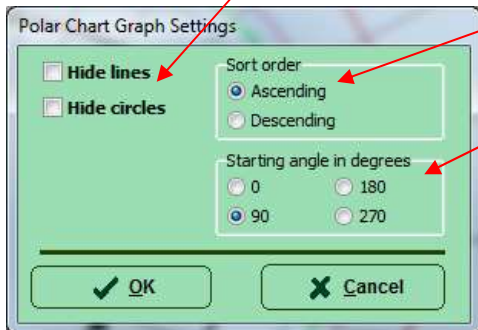 Polar Chart Graph Settings
Hide lines
Hide circles
Sort order
Ascending
Descending
Starting angle in degrees
0 180
90 270
OK Cancel